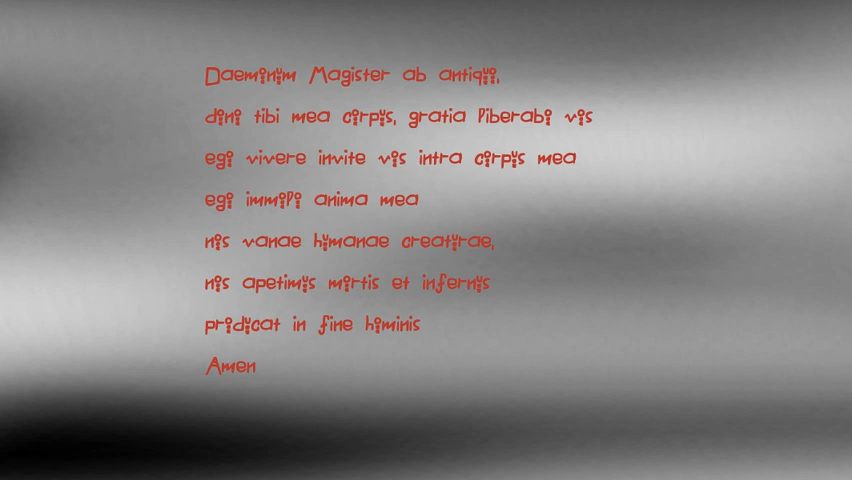 Daemonum Magister ab antiquo,
dono tibi mea corpus, gratia liberabo vos
ego vivere invite vos intra corpus mea
ego immolo anima mea
nos vanae humanae creaturae,
nos apetimus mortis et infernus
producat in fine hominis
Amen